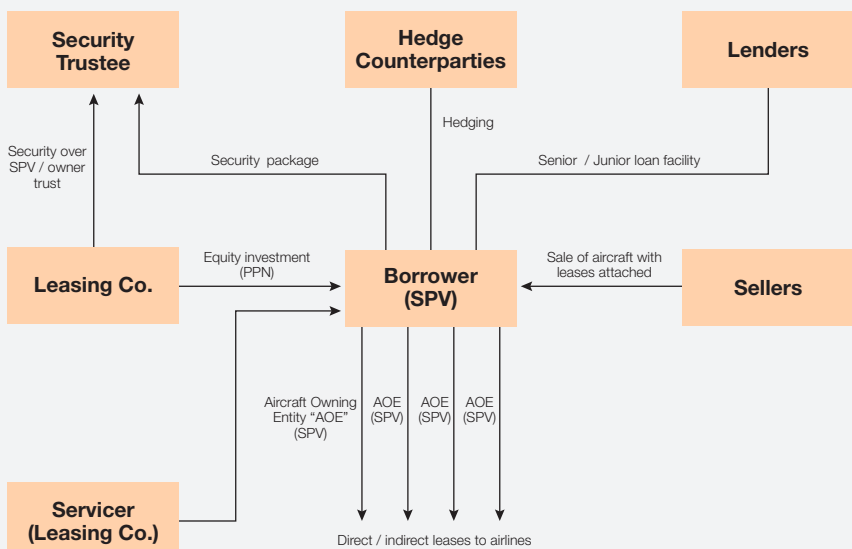 Security
Trustee
Hedge
Counterparties
Lenders
Hedging
Security over
SPV / owner
trust
Security package
Senior / Junior loan facility
Leasing Co.
Equity investment
(PPN)
Borrower
(SPV)
Sale of aircraft with
leases attached
Sellers
Aircraft Owning
Entity “AOE”
(SPV)
AOE
(SPV)
AOE
(SPV)
AOE
(SPV)
Servicer
(Leasing Co.)
Direct / indirect leases to airlines